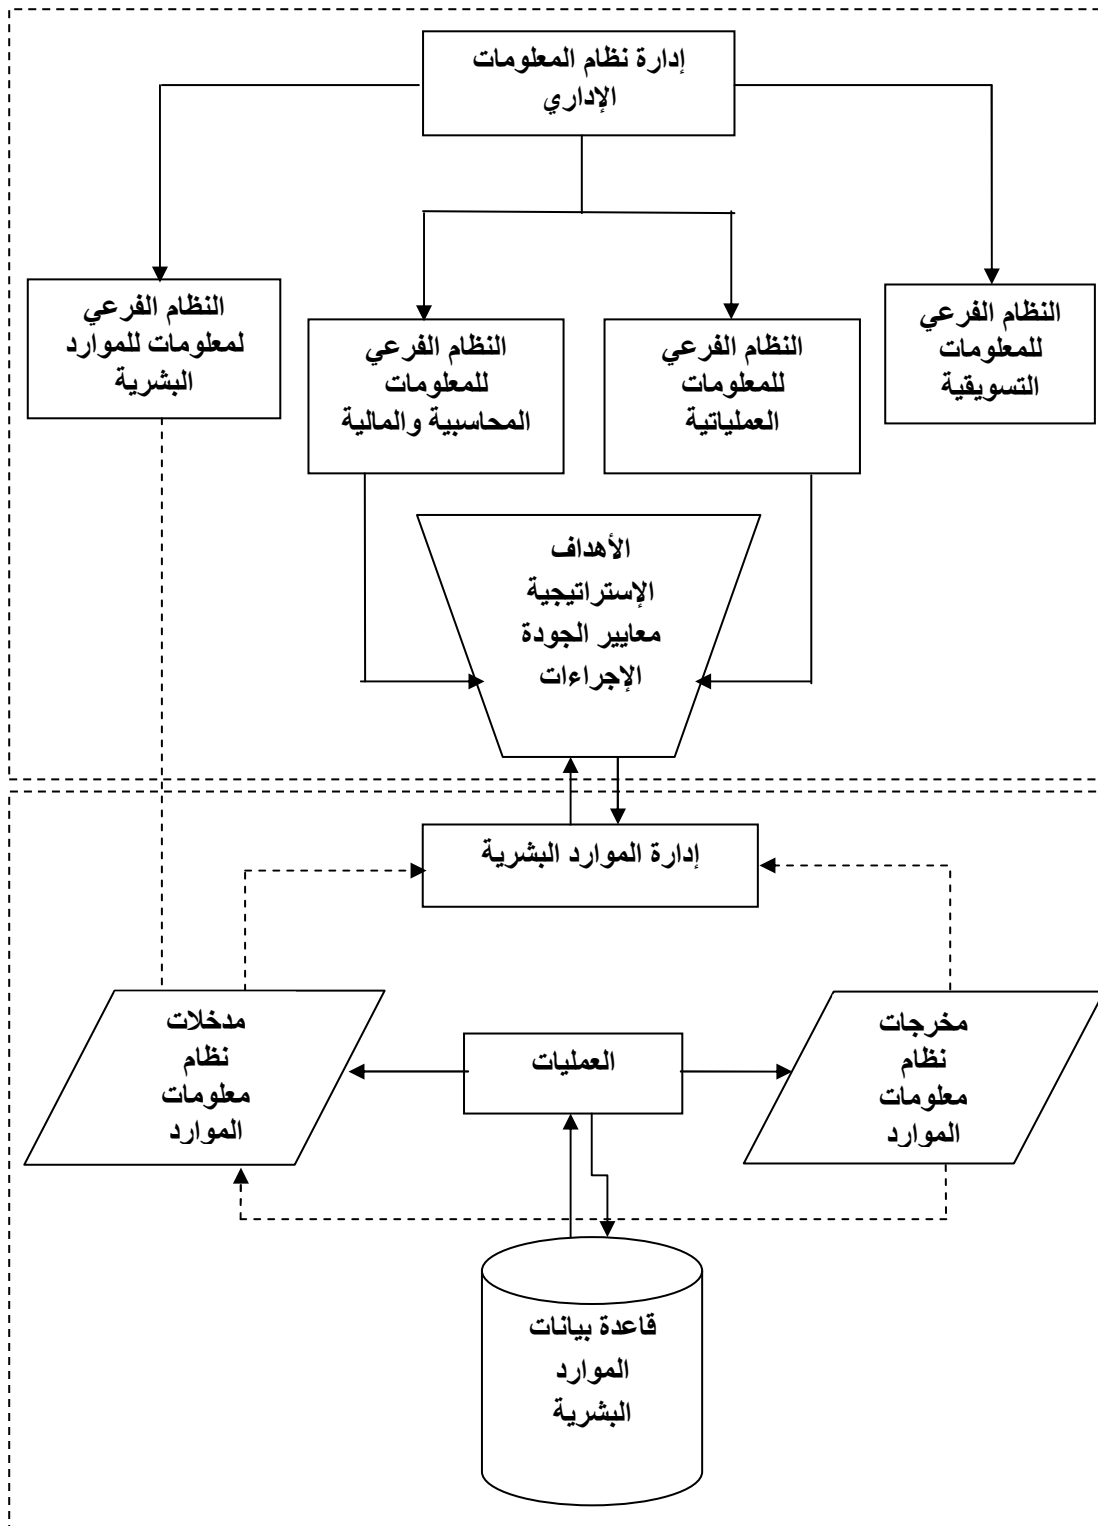 إدارة نظام المعلومات
الإداري
النظام الفرعي
للمعلومات
التسويقية
النظام الفرعي
للمعلومات
العملياتية
النظام الفرعي
للمعلومات
المحاسبية والمالية
النظام الفرعي
لمعلومات للموارد
البشرية
الأهداف
الإستراتيجية
معايير الجودة
الإجراءات
إدارة الموارد البشرية
مخرجات
نظام
معلومات
الموارد
العمليات
مدخلات
نظام
معلومات
الموارد
قاعدة بيانات
الموارد
البشرية